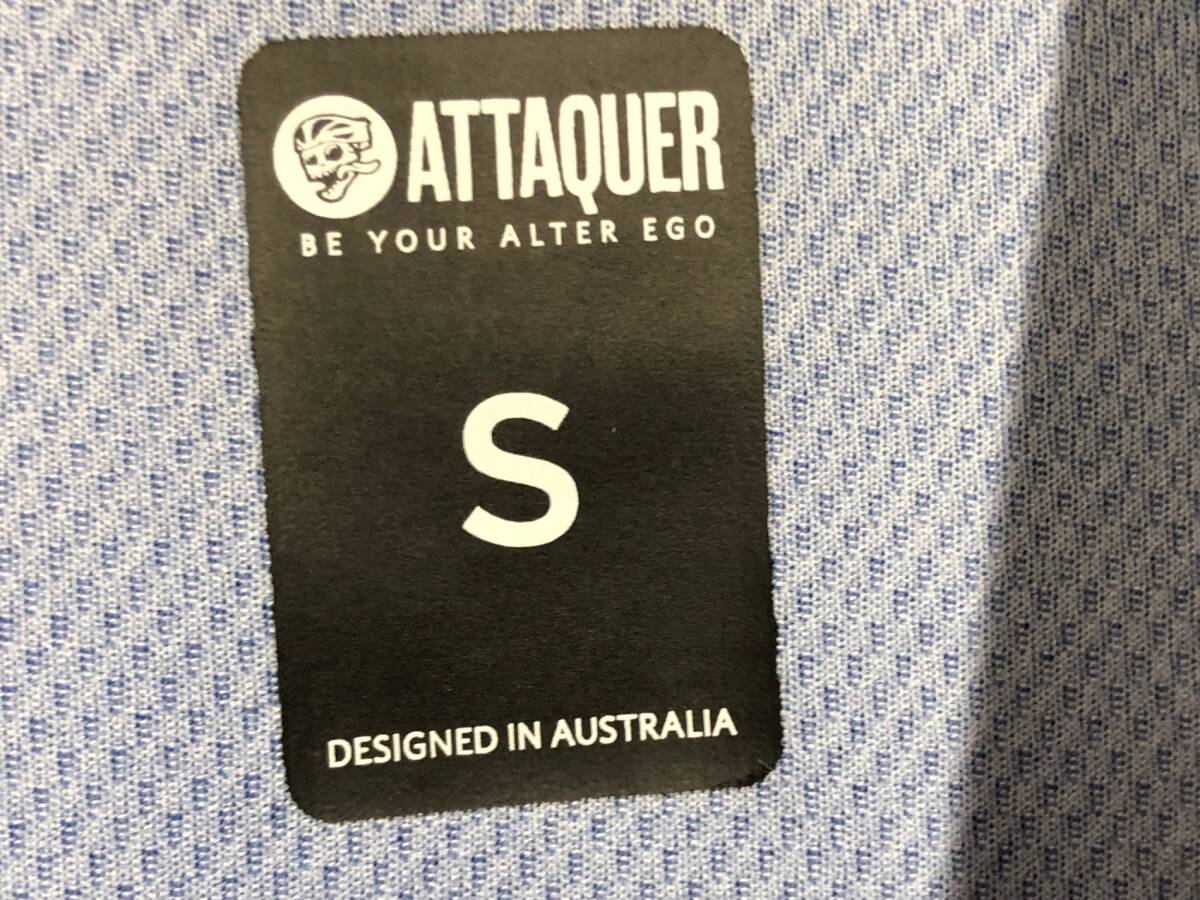 ATTAQUER
BE YOUR ALTER EGO
S
DESIGNED IN AUSTRALIA